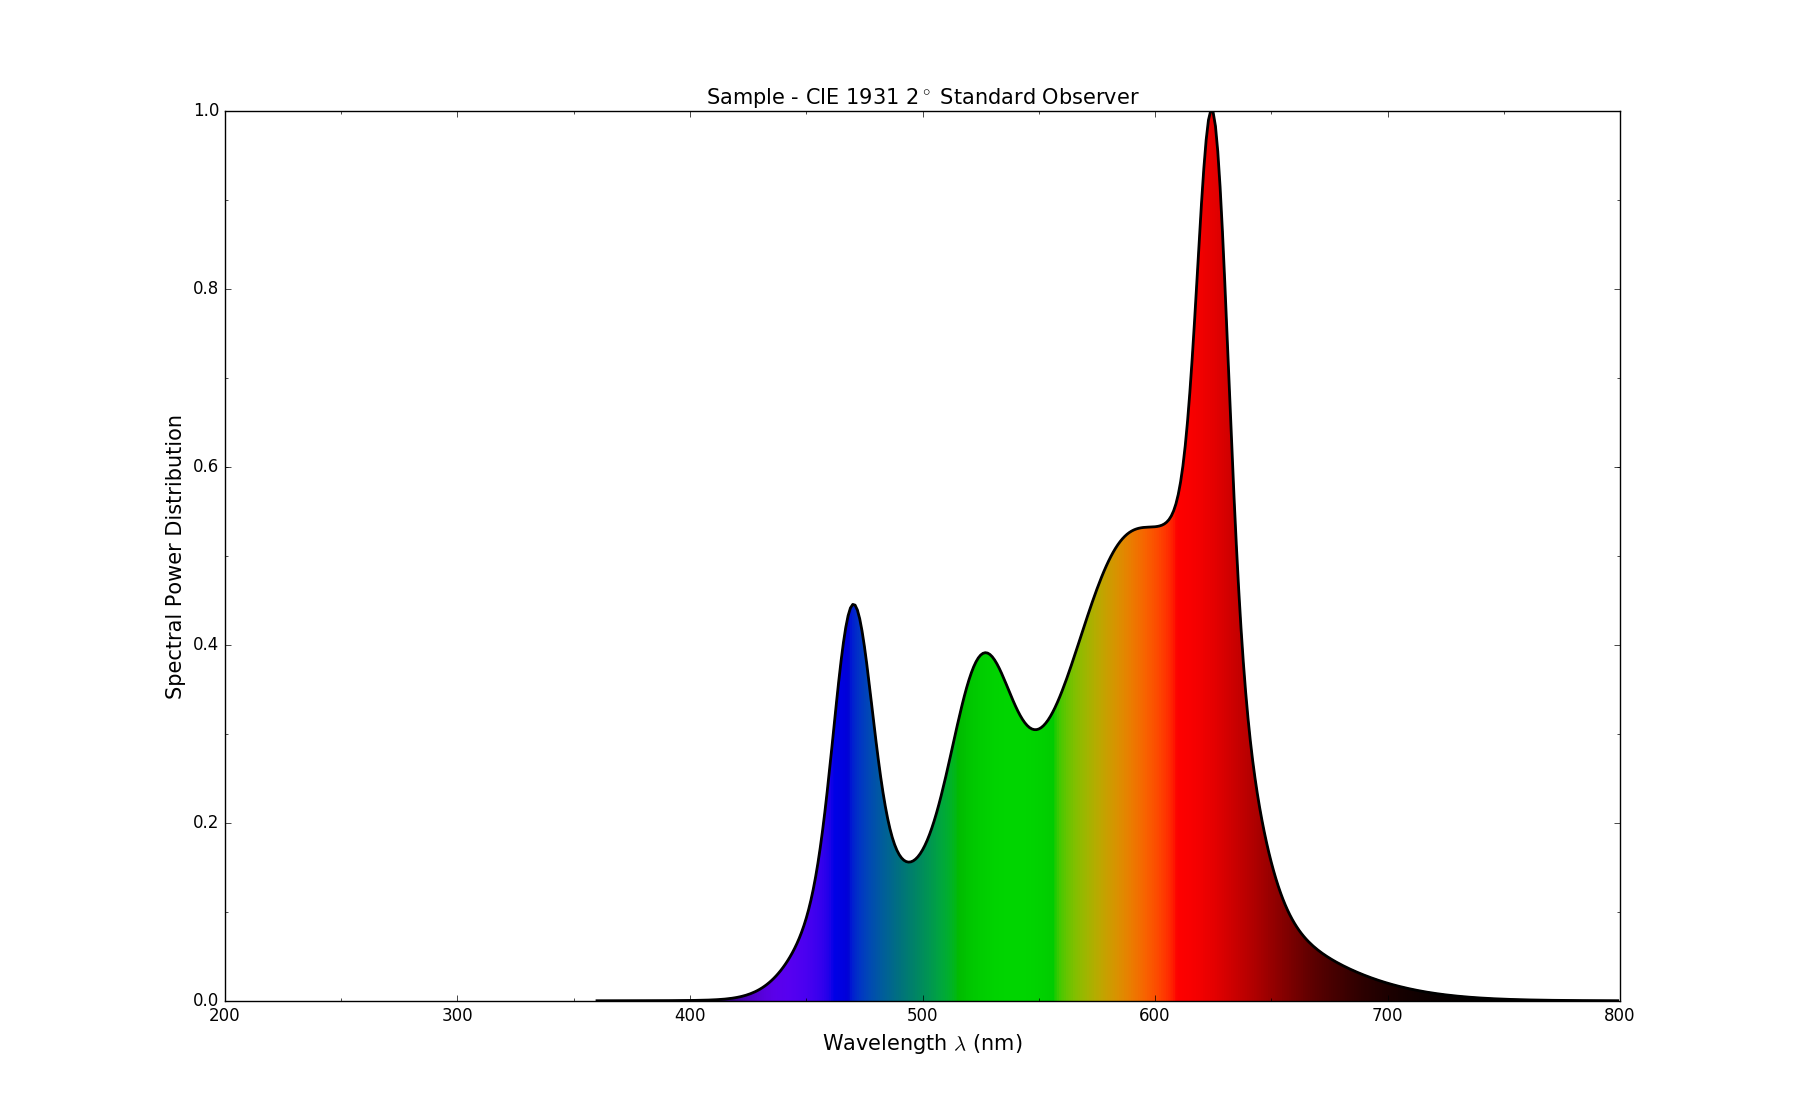 Sample - CIE 1931 2° Standard Observer
1.0
0.8
0.6
0.4
0.2
0.0
Spectral Power Distribution
200 300 400 500 600 700 800
Wavelength λ (nm)